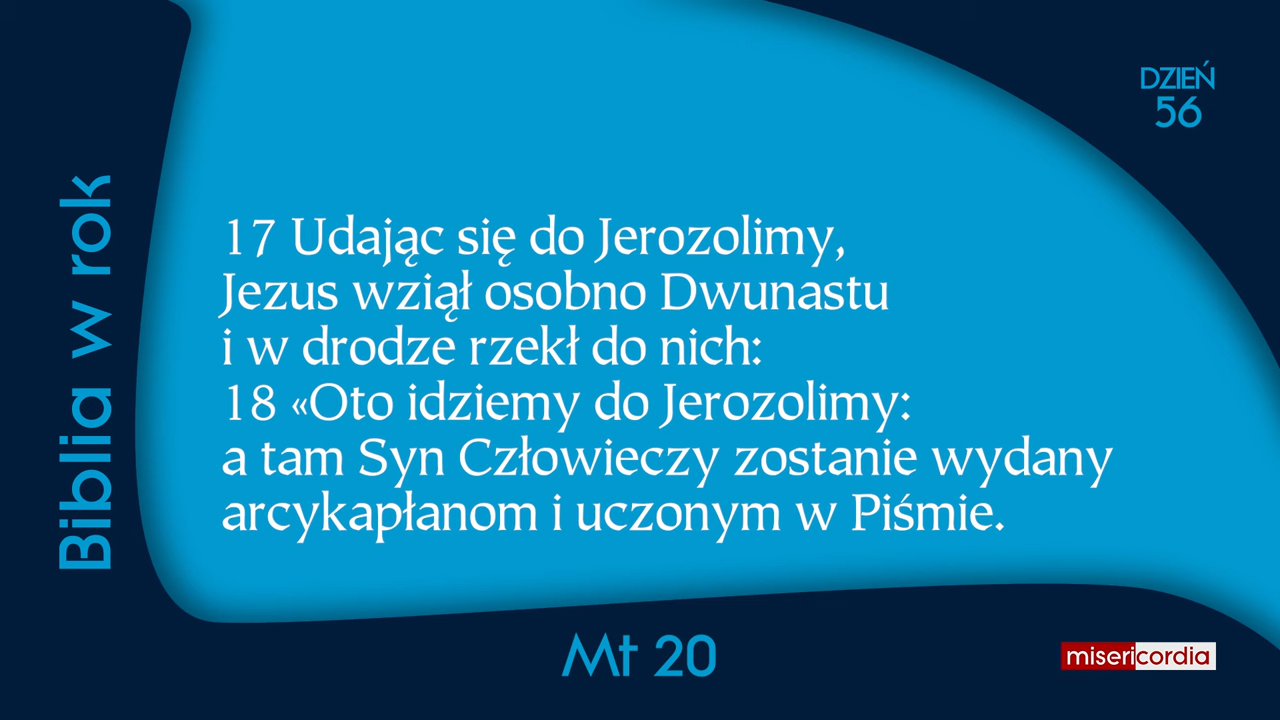 DZIEŃ
56
Biblia w rok
17 Udając się do Jerozolimy,
Jezus wziął osobno Dwunastu
i w drodze rzekł do nich:
18 «Oto idziemy do Jerozolimy:
a tam Syn Człowieczy zostanie wydany
arcykapłanom i uczonym w Piśmie.
Mt 20
misericordia